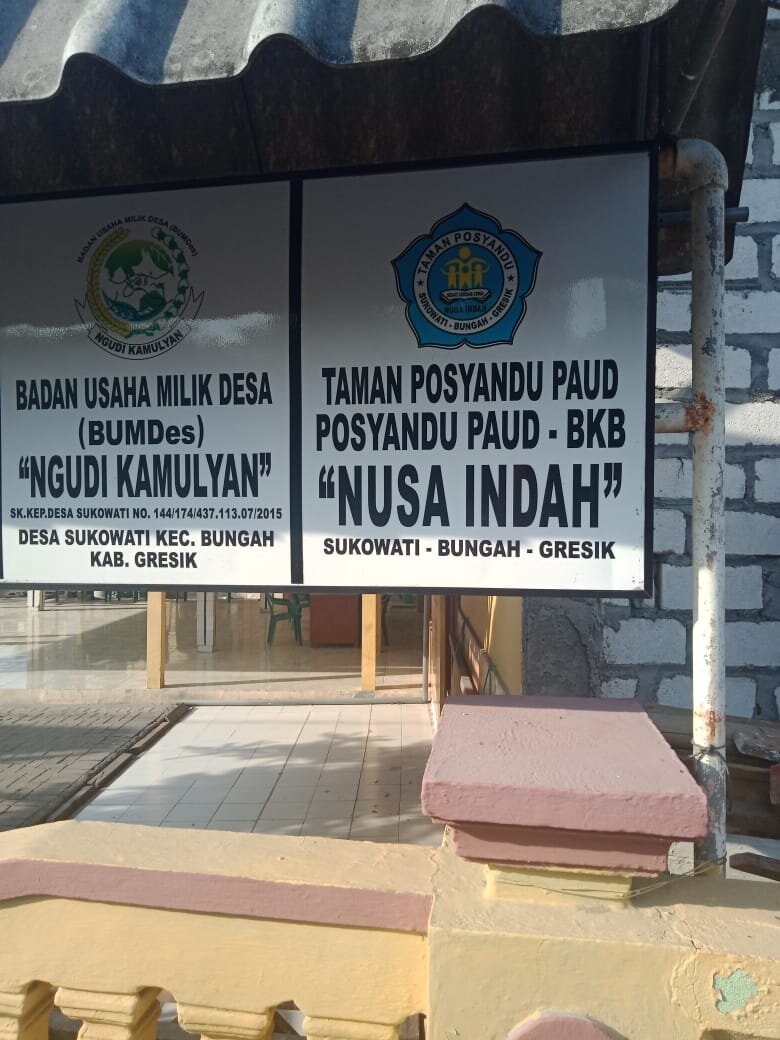 BADAN USAHA MILIK DESA (BUMDes)
NGUDI KAMULYAN
BADAN USAHA MILIK DESA
(BUMDes)
“NGUDI KAMULYAN”
SK.KEP.DESA SUKOWATI NO. 144/174/437.113.07/2015
DESA SUKOWATI KEC. BUNGAH
KAB. GRESIK
TAMAN POSYANDU
NUSA INDAH
SUKOWATI - BUNGAH - GRESIK
TAMAN POSYANDU PAUD
POSYANDU PAUD - BKB
“NUSA INDAH”
SUKOWATI - BUNGAH - GRESIK